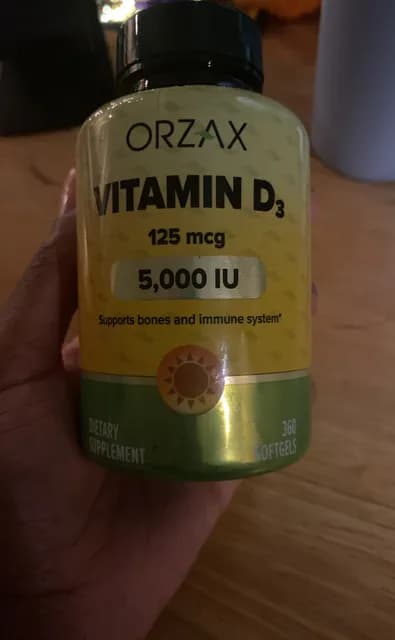 ORZAX
VITAMIN D3
125 mcg
5,000 IU
Supports bones and immune system*
DIETARY
SUPPLEMENT
360
SOFTGELS